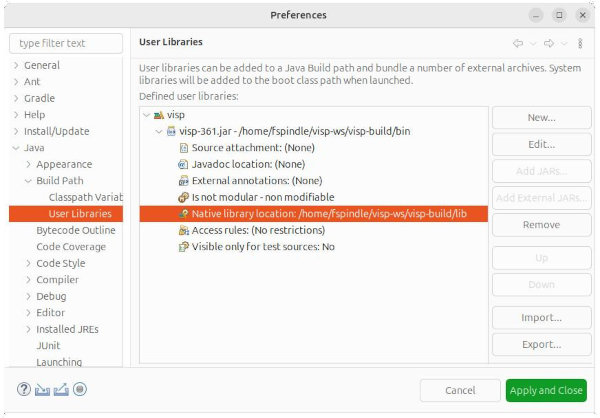 Preferences
type filter text
General
Ant
Gradle
Help
Install/Update
Java
Appearance
Build Path
Classpath Variab
User Libraries
Bytecode Outline
Code Coverage
Code Style
Compiler
Debug
Editor
Installed JREs
JUnit
Launching
User Libraries
User libraries can be added to a Java Build path and bundle a number of external archives. System
libraries will be added to the boot class path when launched.
Defined user libraries:
visp
visp-361.jar - /home/fspindle/visp-ws/visp-build/bin
Source attachment: (None)
Javadoc location: (None)
External annotations: (None)
Is not modular - non modifiable
Native library location: /home/fspindle/visp-ws/visp-build/lib
Access rules: (No restrictions)
Visible only for test sources: No
New...
Edit...
Add JARs...
Add External JARs...
Remove
Up
Down
Import...
Export...
Cancel
Apply and Close